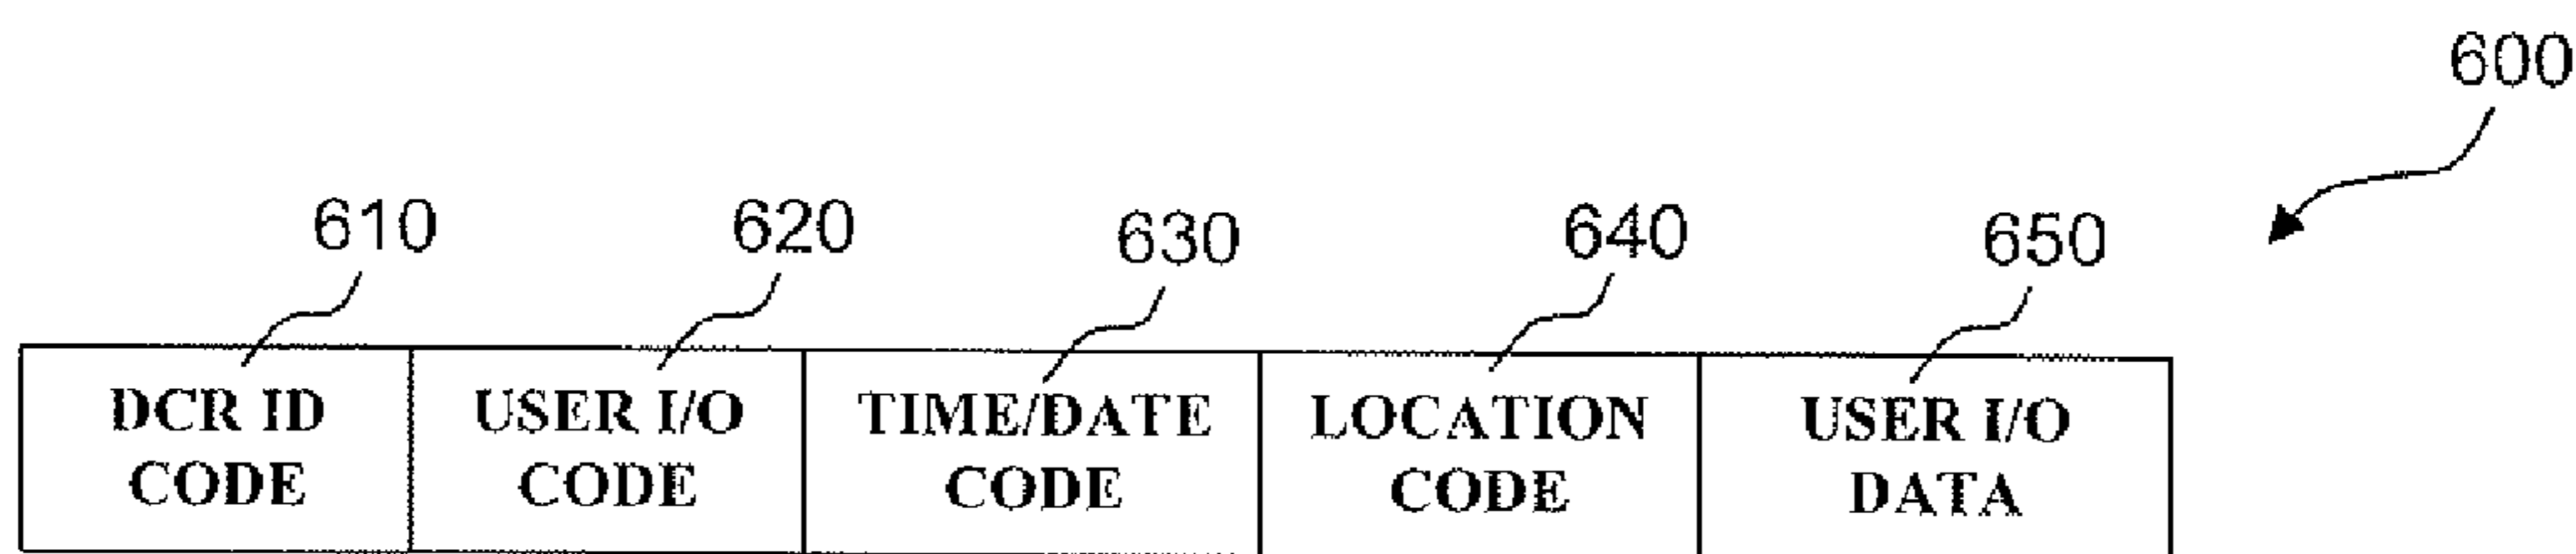 600
610 620 630 640 650
DCR ID USER I/O TIME/DATE LOCATION USER I/O
CODE CODE CODE CODE DATA